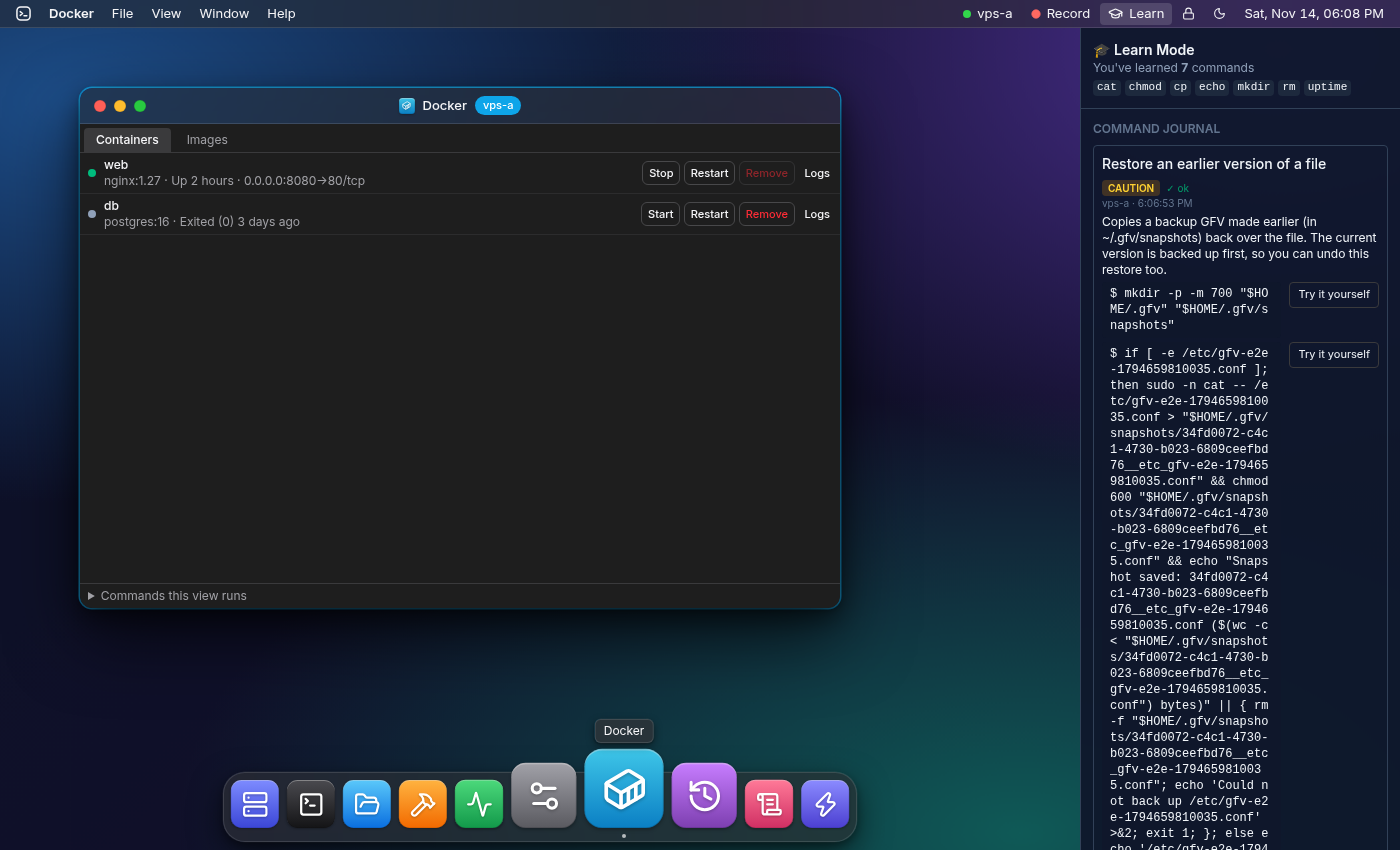 Docker File View Window Help
vps-a Record Learn Sat, Nov 14, 06:08 PM
Docker vps-a
Containers Images
web
nginx:1.27 · Up 2 hours · 0.0.0.0:8080→80/tcp
Stop Restart Remove Logs
db
postgres:16 · Exited (0) 3 days ago
Start Restart Remove Logs
Commands this view runs
Docker
Learn Mode
You've learned 7 commands
cat chmod cp echo mkdir rm uptime
COMMAND JOURNAL
Restore an earlier version of a file
CAUTION ✓ ok
vps-a · 6:06:53 PM
Copies a backup GFV made earlier (in
~/.gfv/snapshots) back over the file. The current
version is backed up first, so you can undo this
restore too.
$ mkdir -p -m 700 "$HO
ME/.gfv" "$HOME/.gfv/s
napshots"
Try it yourself
$ if [ -e /etc/gfv-e2e
-1794659810035.conf ];
then sudo -n cat -- /e
tc/gfv-e2e-17946598100
35.conf > "$HOME/.gfv/
snapshots/34fd0072-c4c
1-4730-b023-6809ceefbd
76__etc_gfv-e2e-179465
9810035.conf" && chmod
600 "$HOME/.gfv/snapsh
ots/34fd0072-c4c1-4730
-b023-6809ceefbd76__et
c_gfv-e2e-179465981003
5.conf" && echo "Snaps
hot saved: 34fd0072-c4
c1-4730-b023-6809ceefb
d76__etc_gfv-e2e-17946
59810035.conf ($(wc -c
< "$HOME/.gfv/snapshot
s/34fd0072-c4c1-4730-b
023-6809ceefbd76__etc_
gfv-e2e-1794659810035.
conf") bytes)" || { rm
-f "$HOME/.gfv/snapsho
ts/34fd0072-c4c1-4730-
b023-6809ceefbd76__etc
_gfv-e2e-179465981003
5.conf"; echo 'Could n
ot back up /etc/gfv-e2
e-1794659810035.conf'
>&2; exit 1; }; else e
cho '/etc/gfv-e2e-1794
Try it yourself